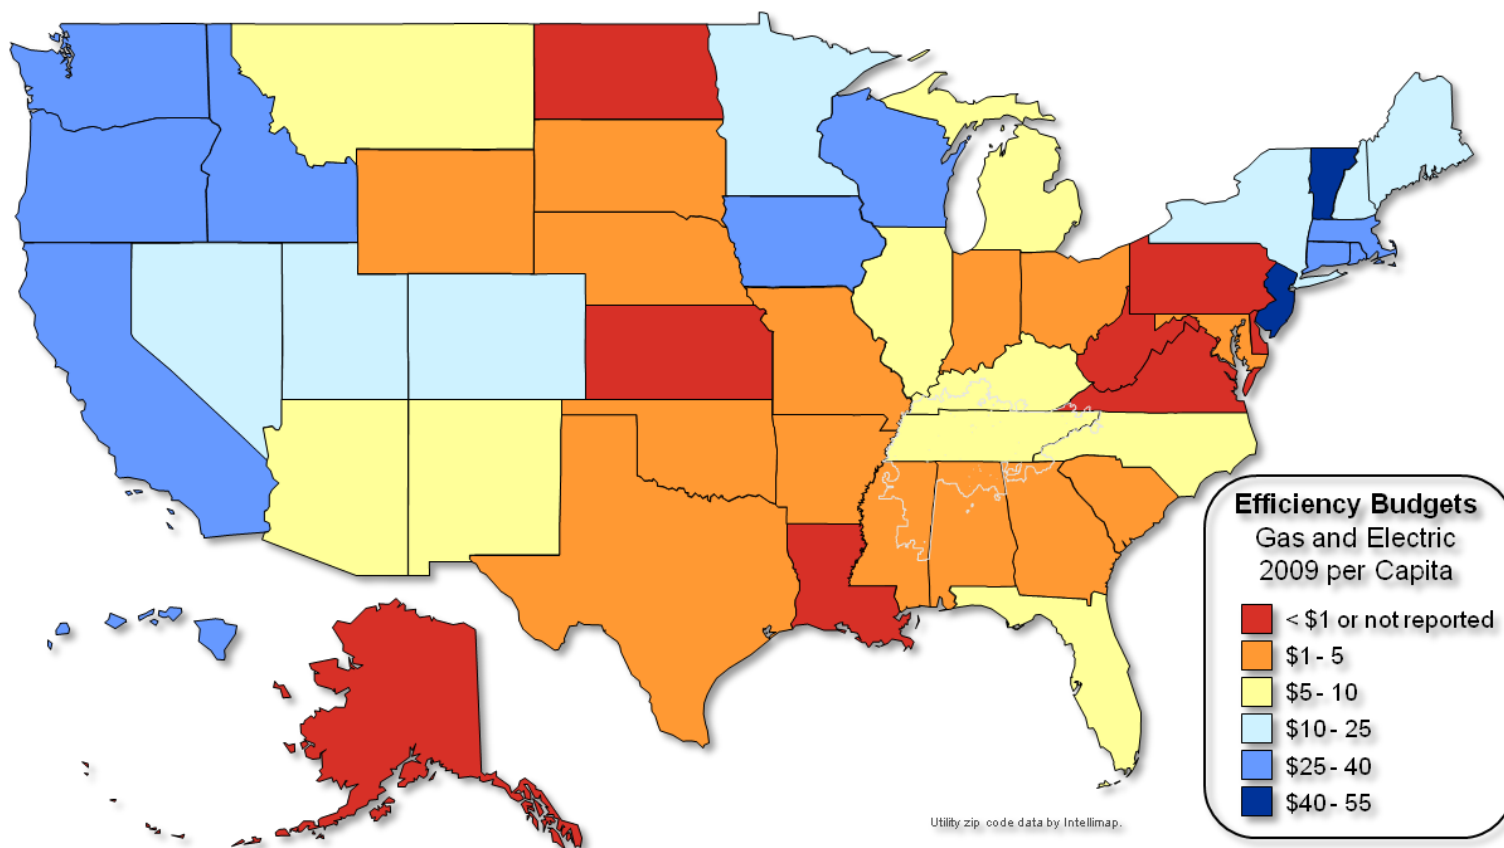 Efficiency Budgets
Gas and Electric
2009 per Capita
< $1 or not reported
$1 - 5
$5 - 10
$10 - 25
$25 - 40
$40 - 55
Utility zip code data by Intellimap.